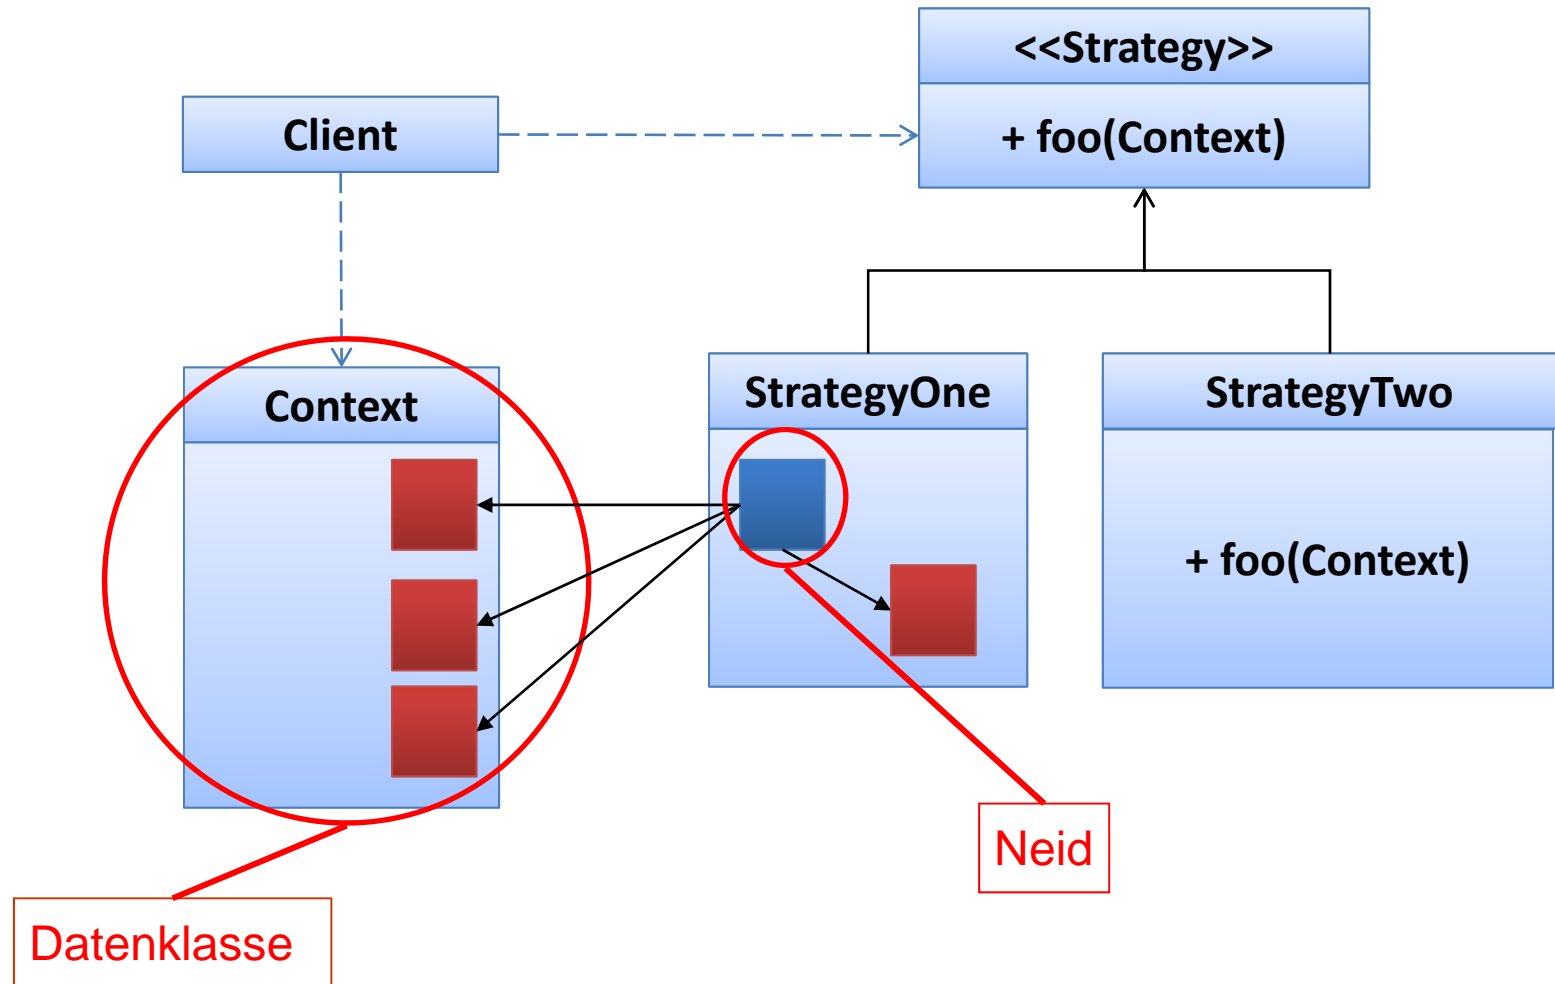 <<Strategy>>
+ foo(Context)
Client
Context
StrategyOne
StrategyTwo
+ foo(Context)
Neid
Datenklasse